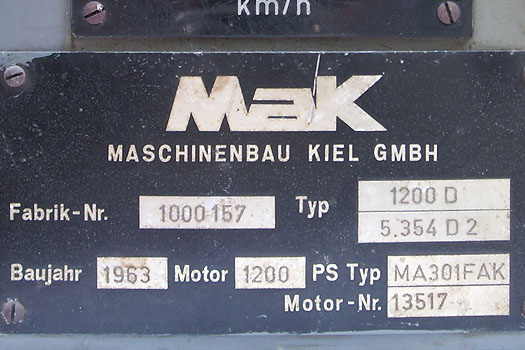 km/h
MaK
MASCHINENBAU KIEL GMBH
Fabrik-Nr. 1000157 Typ 1200 D
5.354 D 2
Baujahr 1963 Motor 1200 PS Typ MA301FAK
Motor-Nr. 13517